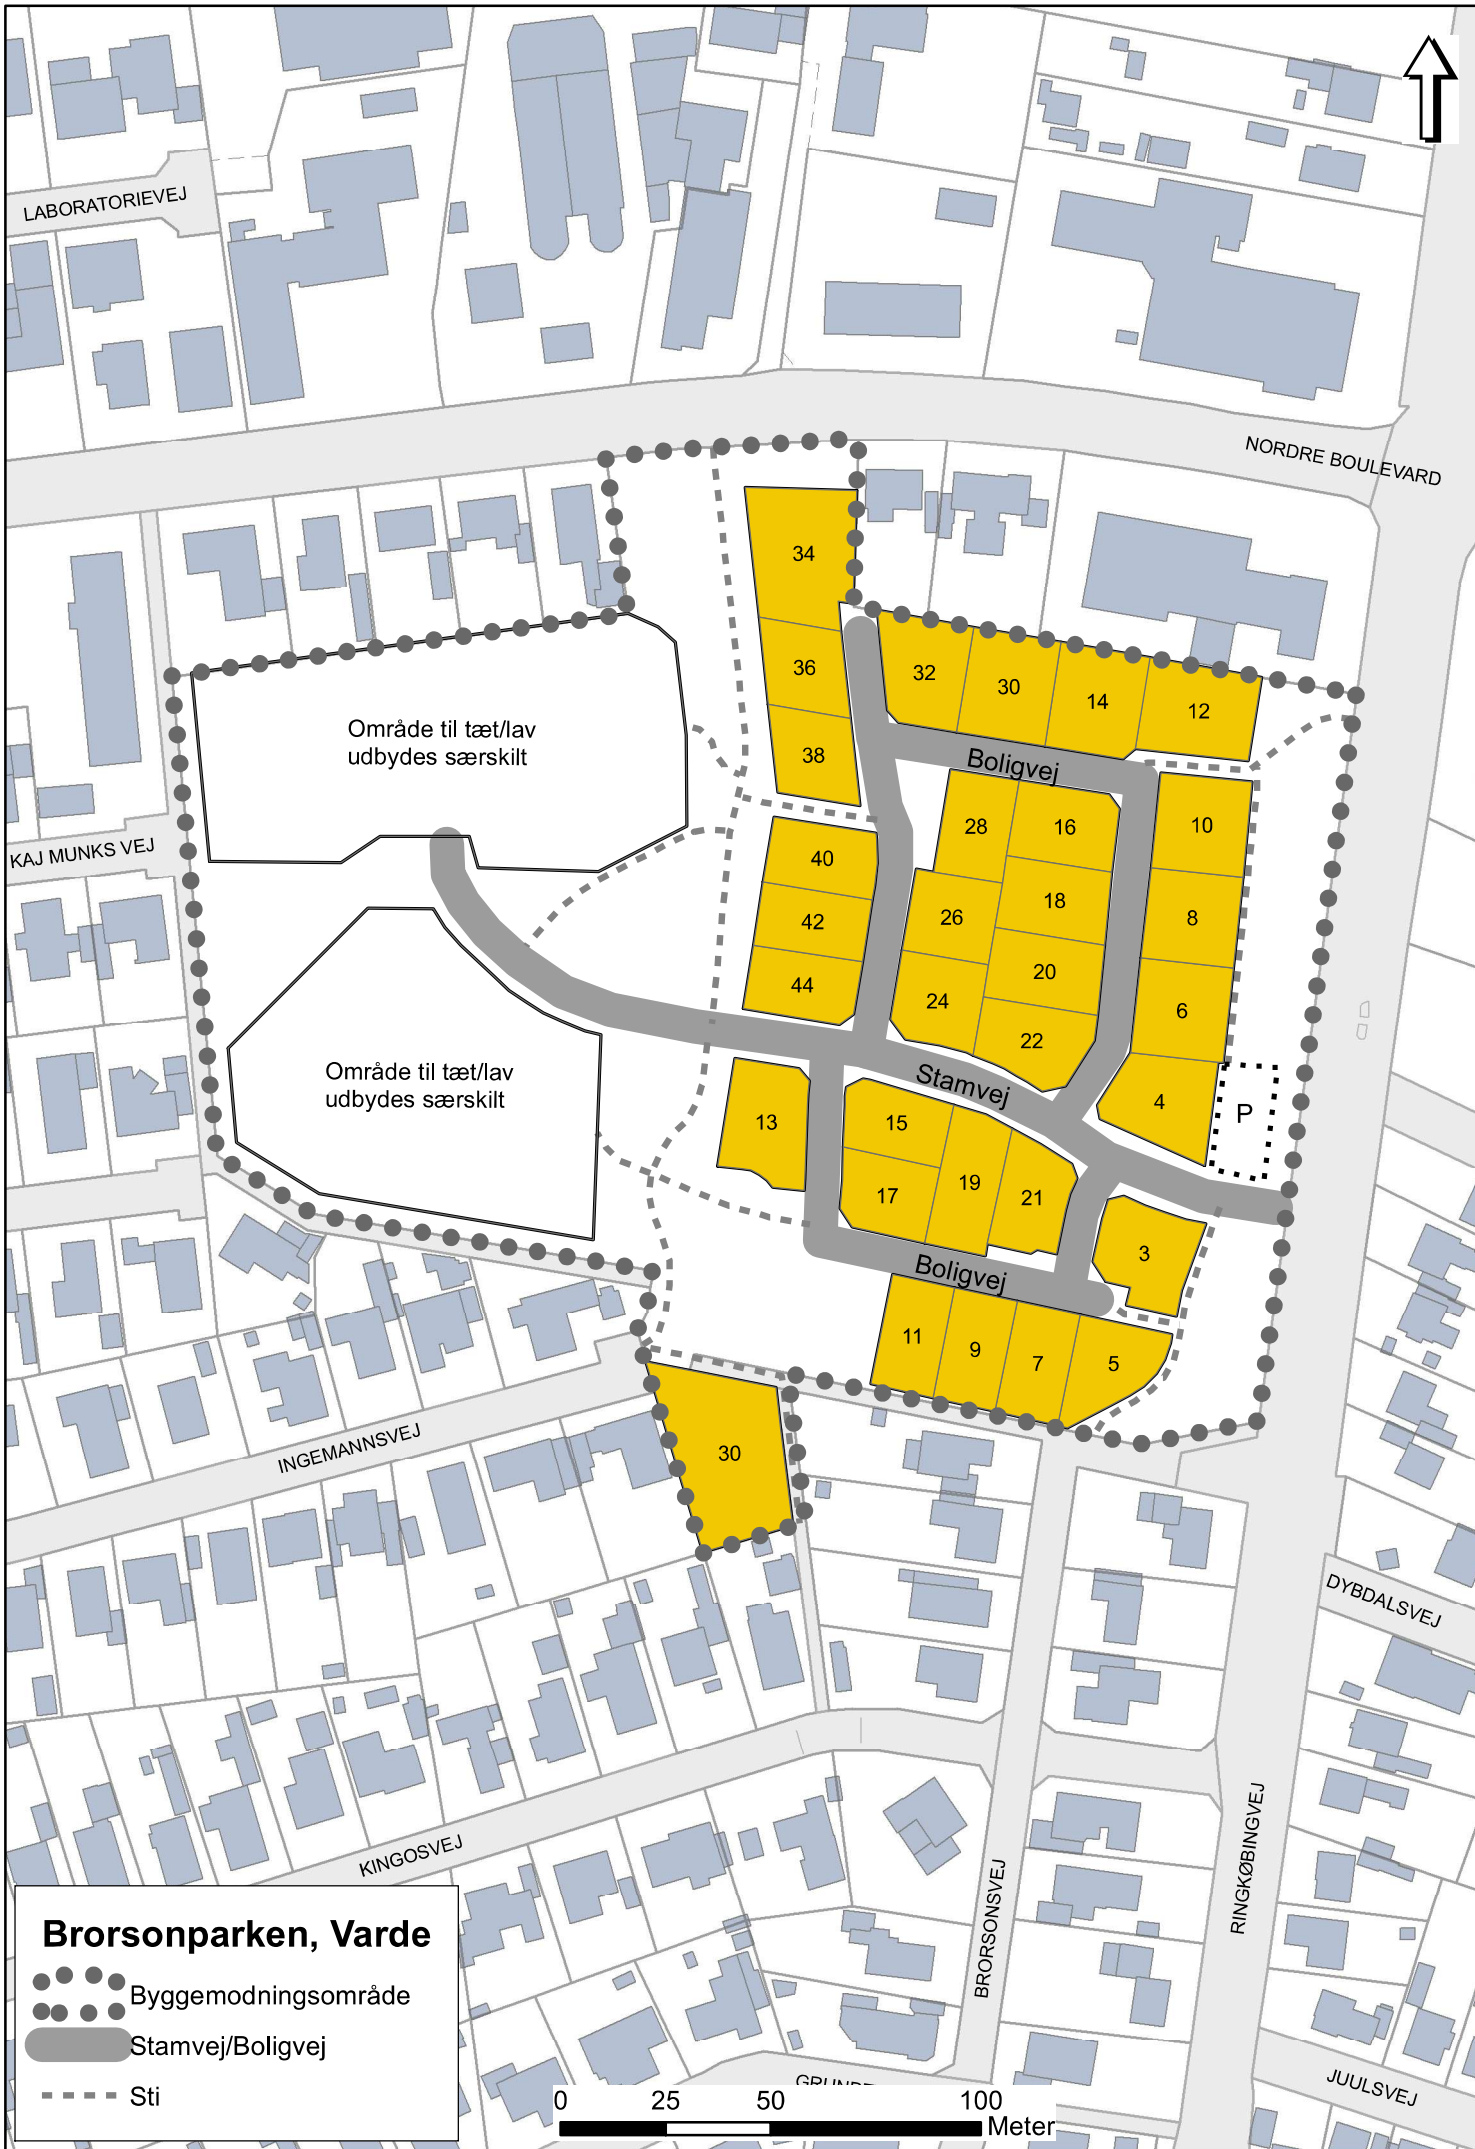 LABORATORIEVEJ
NORDRE BOULEVARD
34
36
38
32
30
14
12
Område til tæt/lav
udbydes særskilt
Boligvej
28
16
10
KAJ MUNKS VEJ
40
42
44
26
18
8
24
20
6
22
Område til tæt/lav
udbydes særskilt
Stamvej
4
P
13
15
17
19
21
3
Boligvej
11
9
7
5
INGEMANNSVEJ
30
DYBDALSVEJ
KINGOSVEJ
BRORSONSVEJ
RINGKØBINGVEJ
JUULSVEJ
Brorsonparken, Varde
Byggemodningsområde
Stamvej/Boligvej
Sti
0 25 50 100
Meter